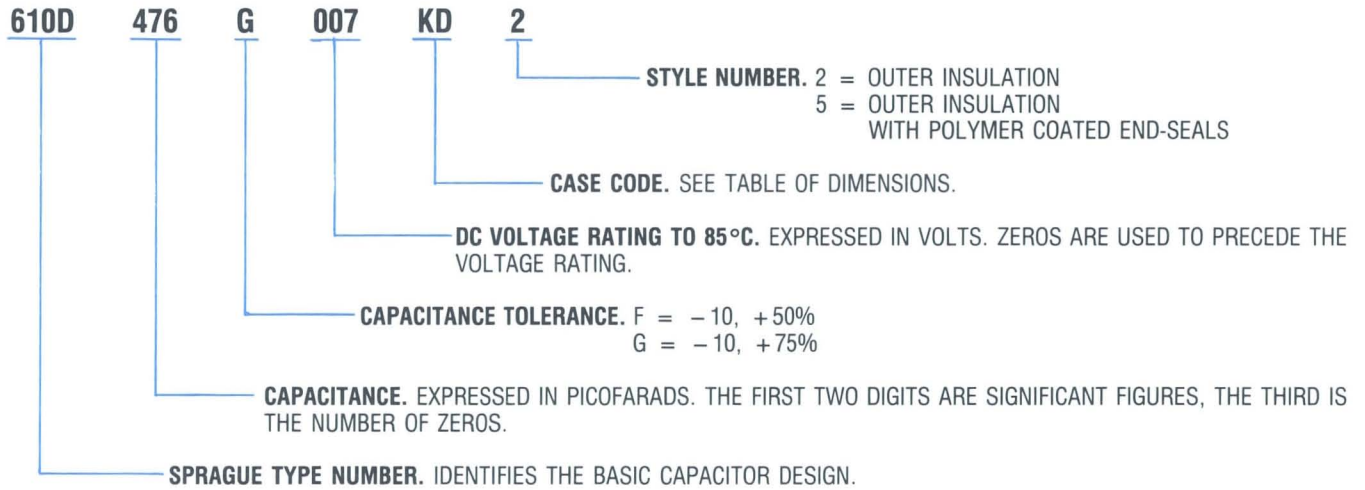 610D 476 G 007 KD 2
STYLE NUMBER. 2 = OUTER INSULATION
5 = OUTER INSULATION
WITH POLYMER COATED END-SEALS
CASE CODE. SEE TABLE OF DIMENSIONS.
DC VOLTAGE RATING TO 85°C. EXPRESSED IN VOLTS. ZEROS ARE USED TO PRECEDE THE
VOLTAGE RATING.
CAPACITANCE TOLERANCE. F = – 10, +50%
G = – 10, +75%
CAPACITANCE. EXPRESSED IN PICOFARADS. THE FIRST TWO DIGITS ARE SIGNIFICANT FIGURES, THE THIRD IS
THE NUMBER OF ZEROS.
SPRAGUE TYPE NUMBER. IDENTIFIES THE BASIC CAPACITOR DESIGN.